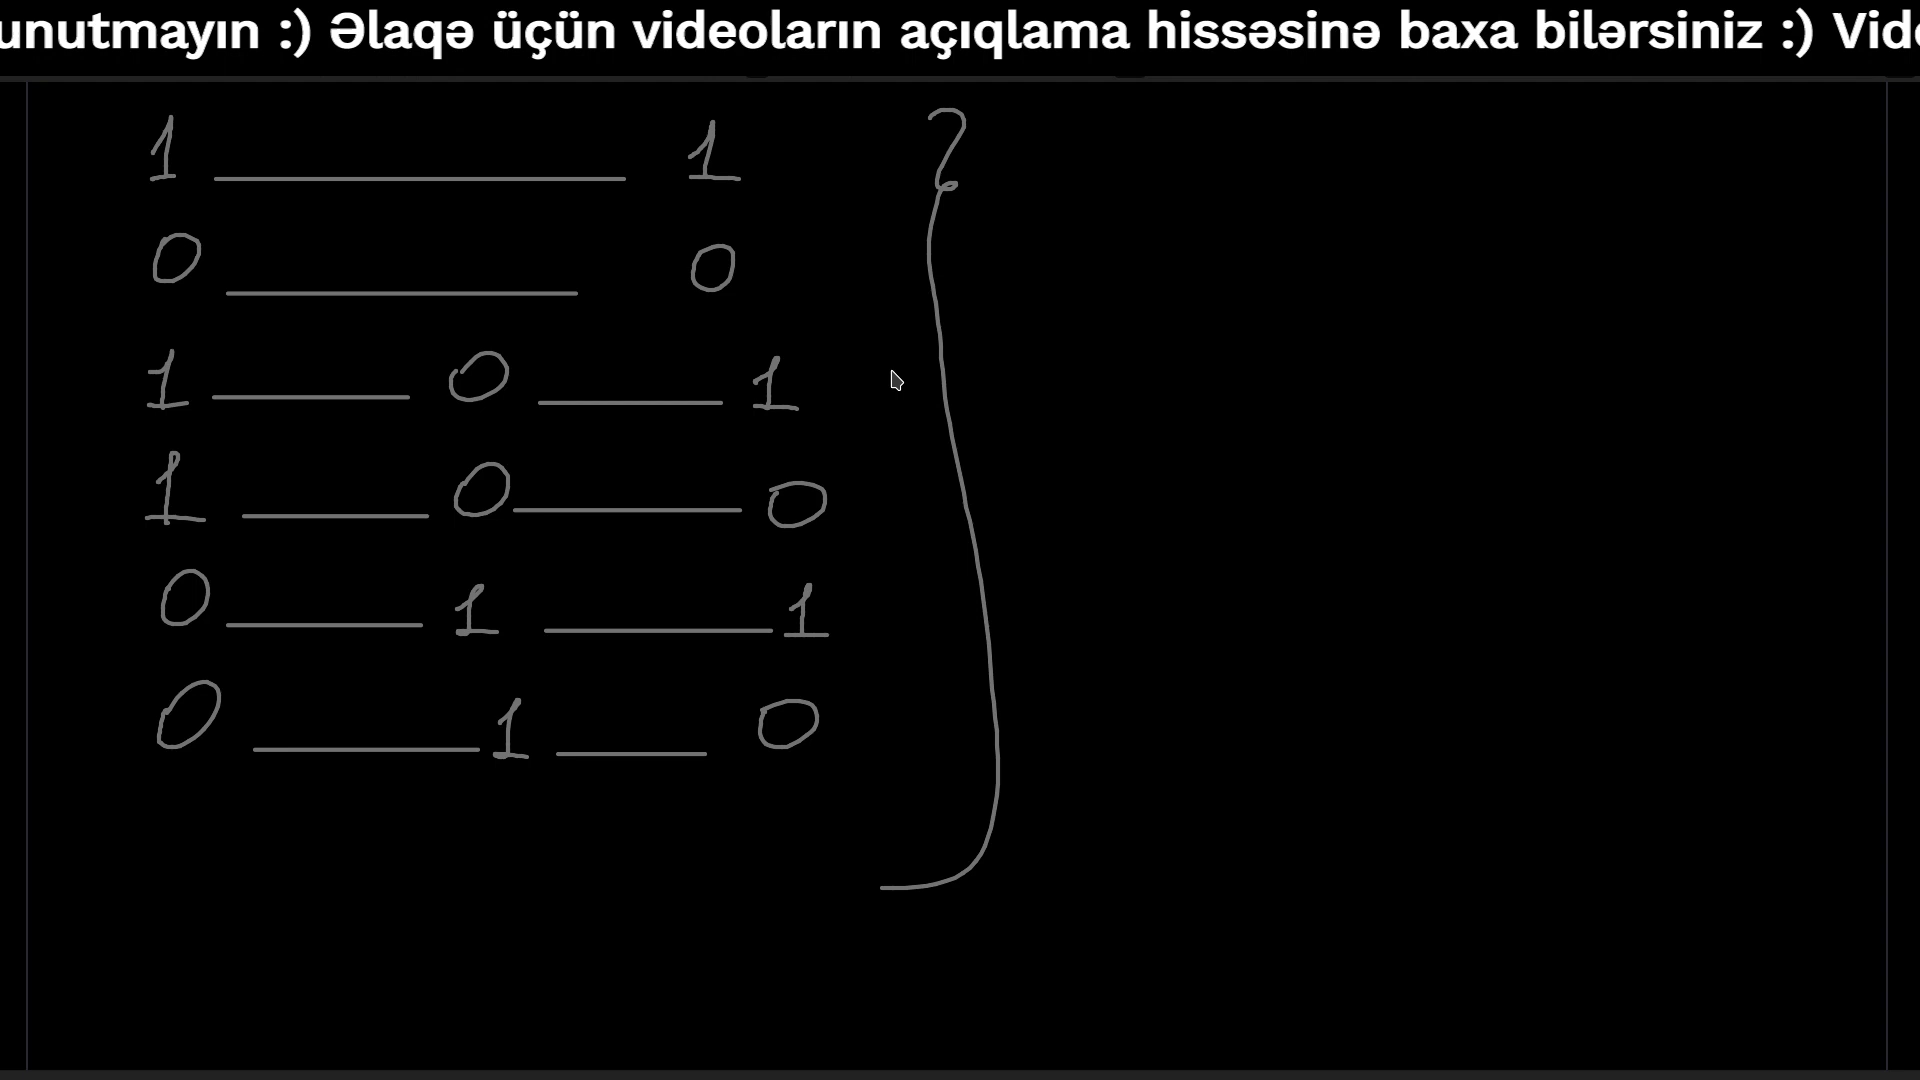 unutmayın :) Əlaqə üçün videoların açıqlama hissəsinə baxa bilərsiniz :) Vid
1 1
0 0
1 0 1
1 0 0
0 1 1
0 1 0